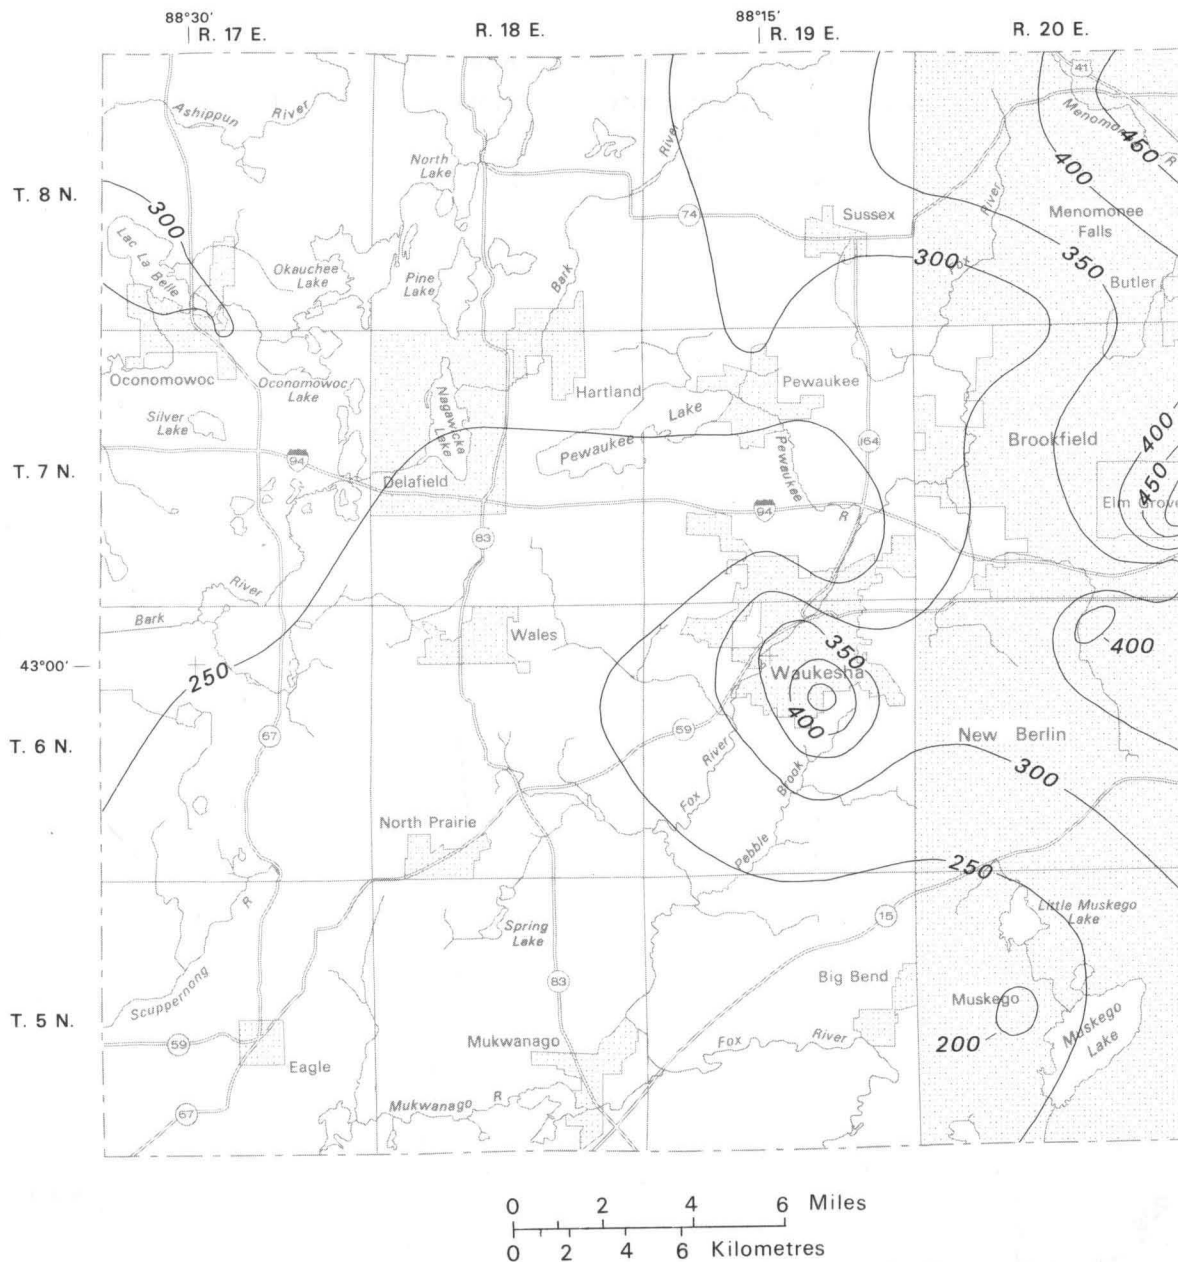 88°30'
88°15'
R. 17 E.
R. 18 E.
R. 19 E.
R. 20 E.
41
Ashippun River
Menomonee R
450
North Lake
River
400
T. 8 N.
300
74
Sussex
River
Menomonee Falls
Lac La Belle
Okauchee Lake
Pine Lake
Bark
300
Fox
350
Butler
Oconomowoc
Oconomowoc Lake
Nagawicka Lake
Hartland
Pewaukee
Silver Lake
Lake
Pewaukee
164
Brookfield
400
T. 7 N.
94
Delafield
Pewaukee
R
450
Elm Grove
94
83
River
Bark
Wales
350
400
43°00'
250
Waukesha
400
T. 6 N.
67
59
River
Fox
Brook
New Berlin
300
North Prairie
Pebble
250
R
Spring Lake
15
Little Muskego Lake
Scuppernong
83
Big Bend
Muskego
T. 5 N.
59
Mukwanago
Fox River
200
Muskego Lake
Eagle
67
Mukwanago R
0 2 4 6 Miles
0 2 4 6 Kilometres